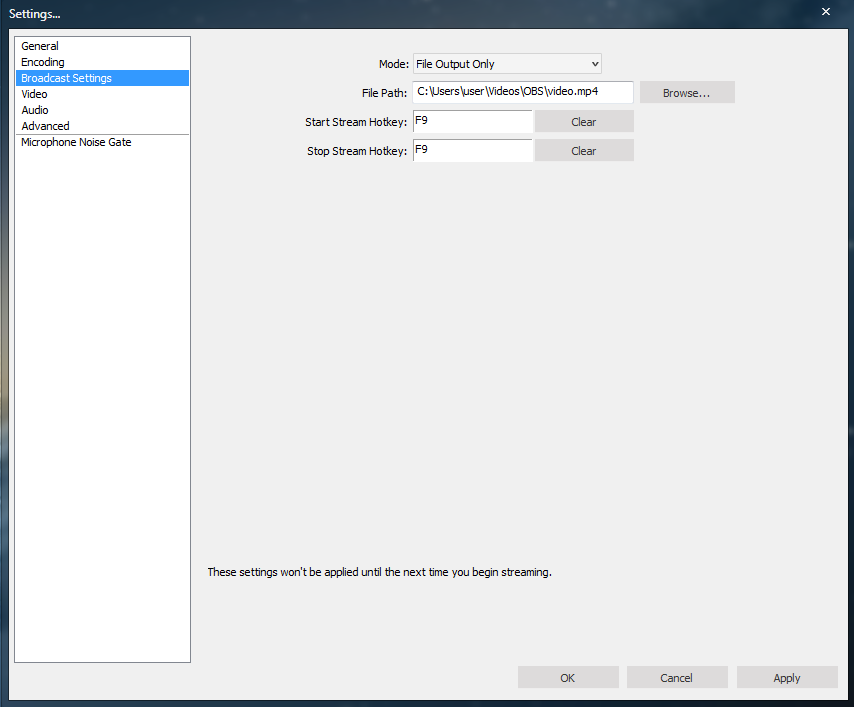 Settings...
General
Encoding
Broadcast Settings
Video
Audio
Advanced
Microphone Noise Gate
Mode: File Output Only
File Path: C:\Users\user\Videos\OBS\video.mp4 Browse...
Start Stream Hotkey: F9 Clear
Stop Stream Hotkey: F9 Clear
These settings won't be applied until the next time you begin streaming.
OK Cancel Apply